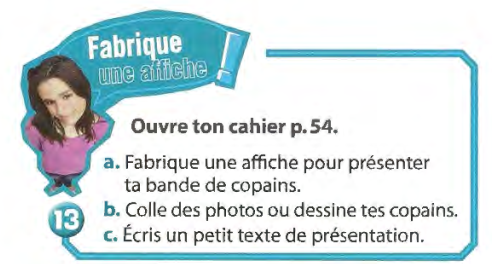 Fabrique
une affiche !
Ouvre ton cahier p. 54.
a. Fabrique une affiche pour présenter
ta bande de copains.
13
b. Colle des photos ou dessine tes copains.
c. Écris un petit texte de présentation.